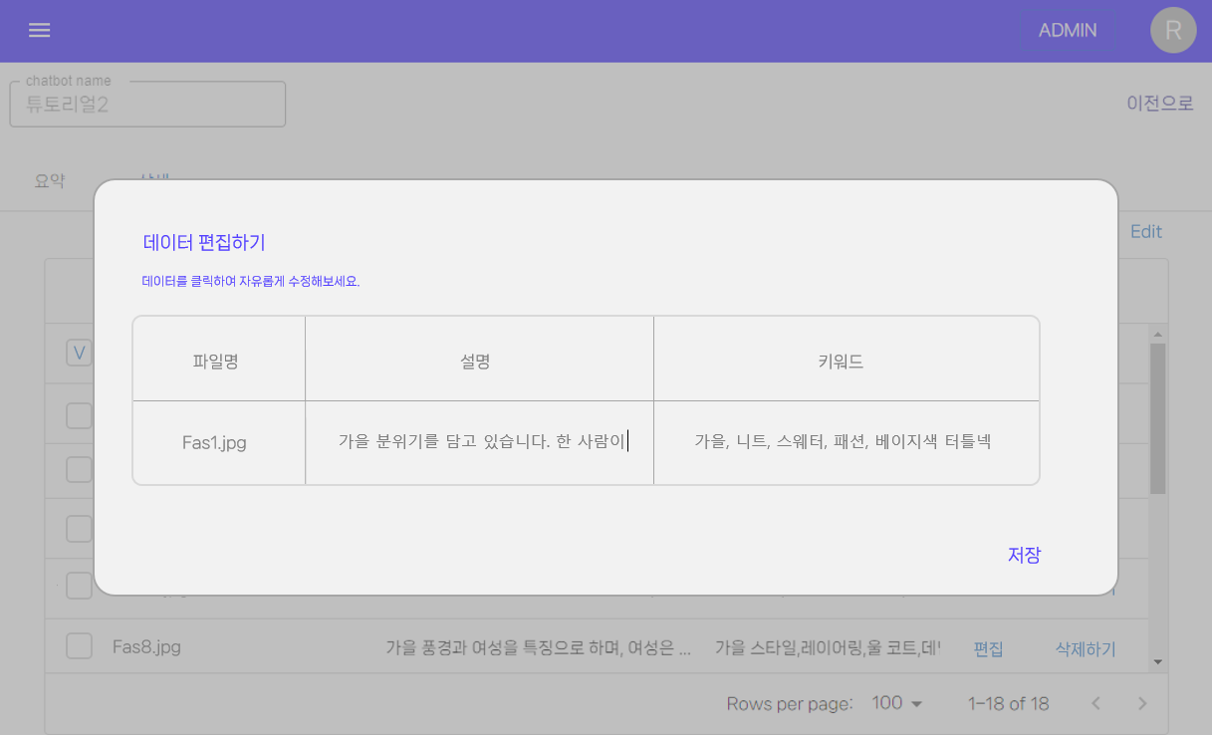 ADMIN
R
chatbot name
튜토리얼2
이전으로
요약
Edit
데이터 편집하기
데이터를 클릭하여 자유롭게 수정해보세요.
V
파일명 설명 키워드
Fas1.jpg 가을 분위기를 담고 있습니다. 한 사람이 가을, 니트, 스웨터, 패션, 베이지색 터틀넥
저장
Fas8.jpg 가을 풍경과 여성을 특징으로 하며, 여성은 ... 가을 스타일,레이어링,울 코트,데 편집 삭제하기
Rows per page: 100 1-18 of 18